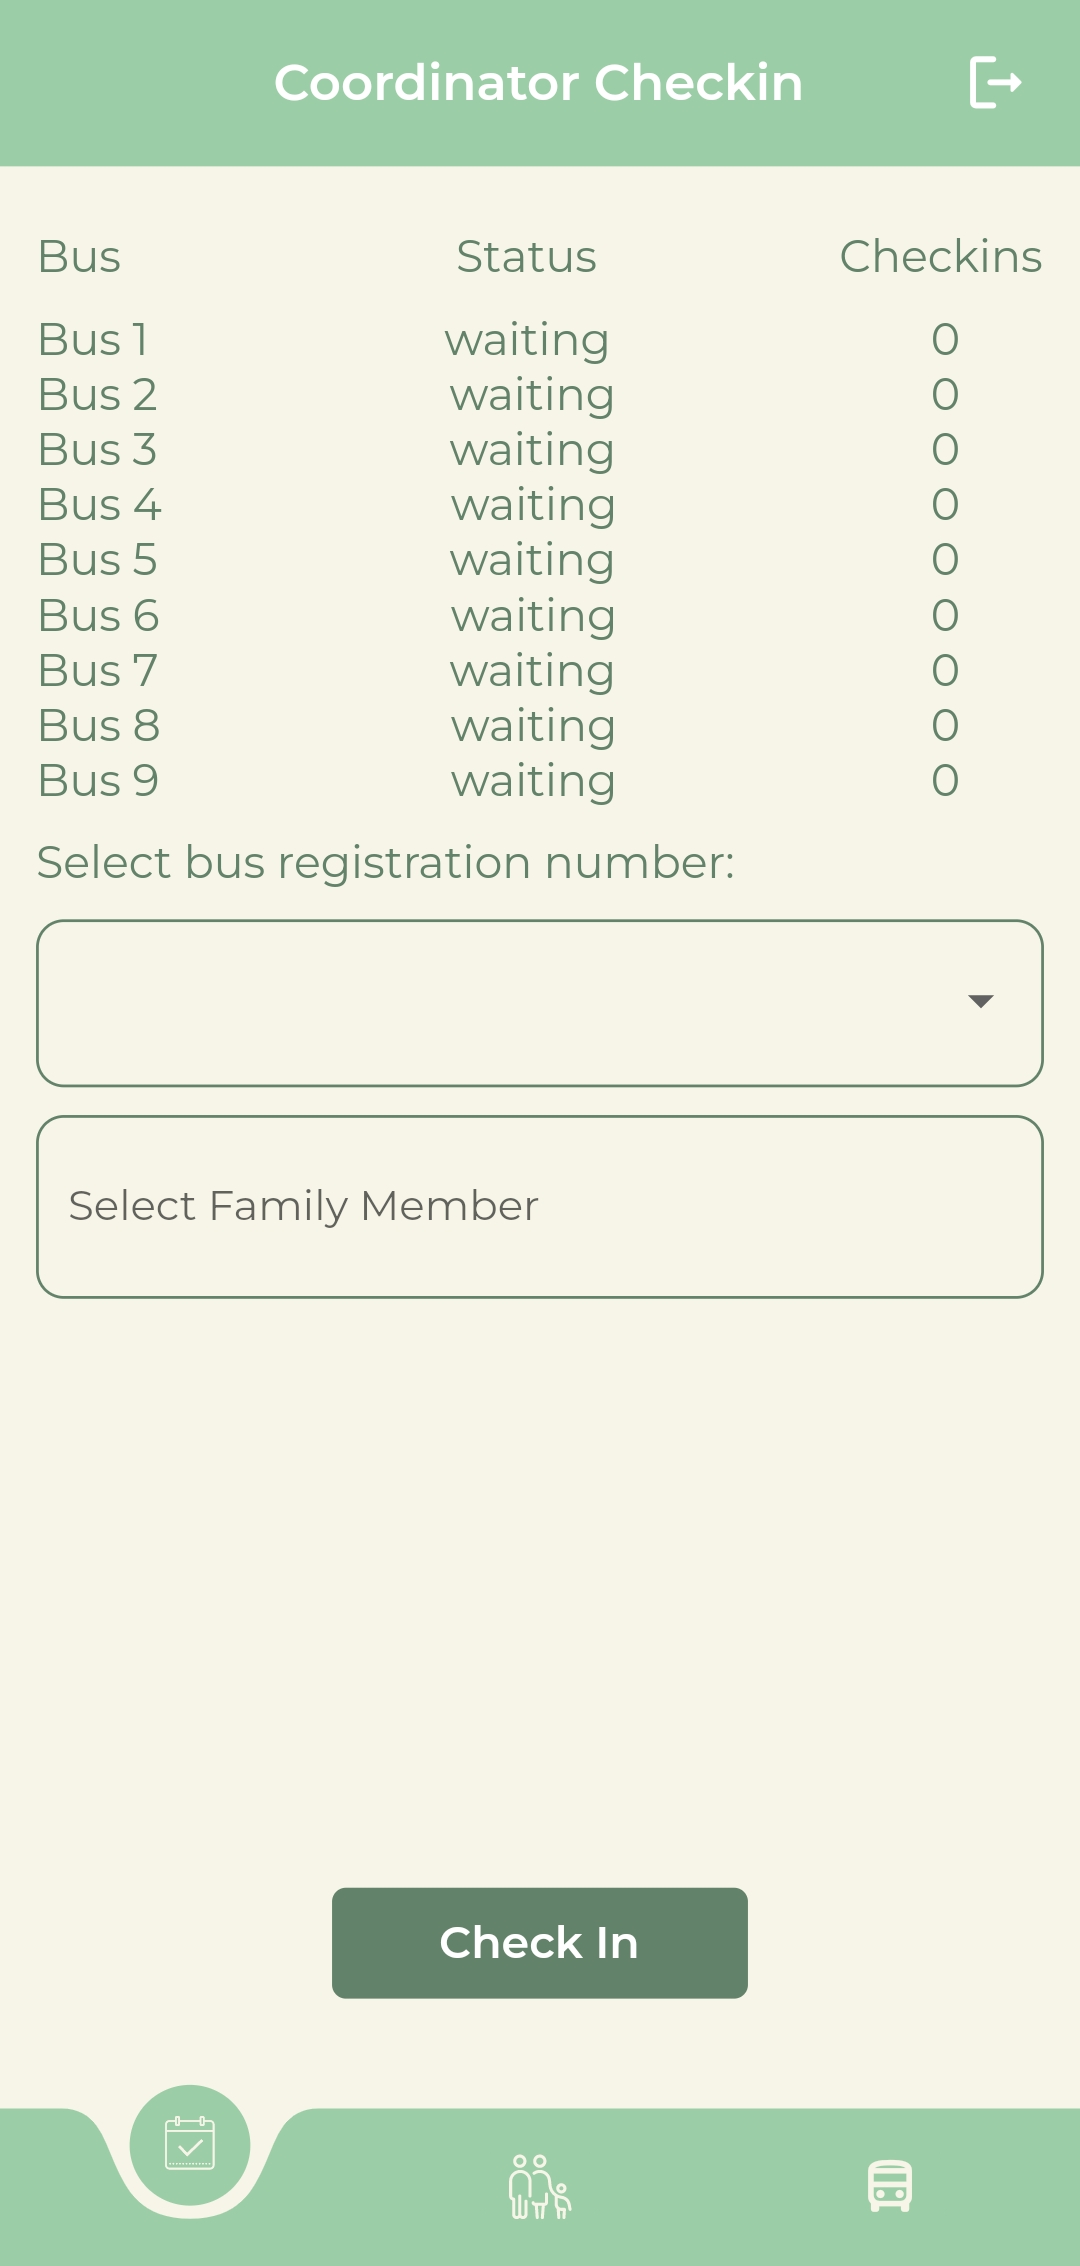 Coordinator Checkin
Bus Status Checkins
Bus 1 waiting 0
Bus 2 waiting 0
Bus 3 waiting 0
Bus 4 waiting 0
Bus 5 waiting 0
Bus 6 waiting 0
Bus 7 waiting 0
Bus 8 waiting 0
Bus 9 waiting 0
Select bus registration number:
Select Family Member
Check In